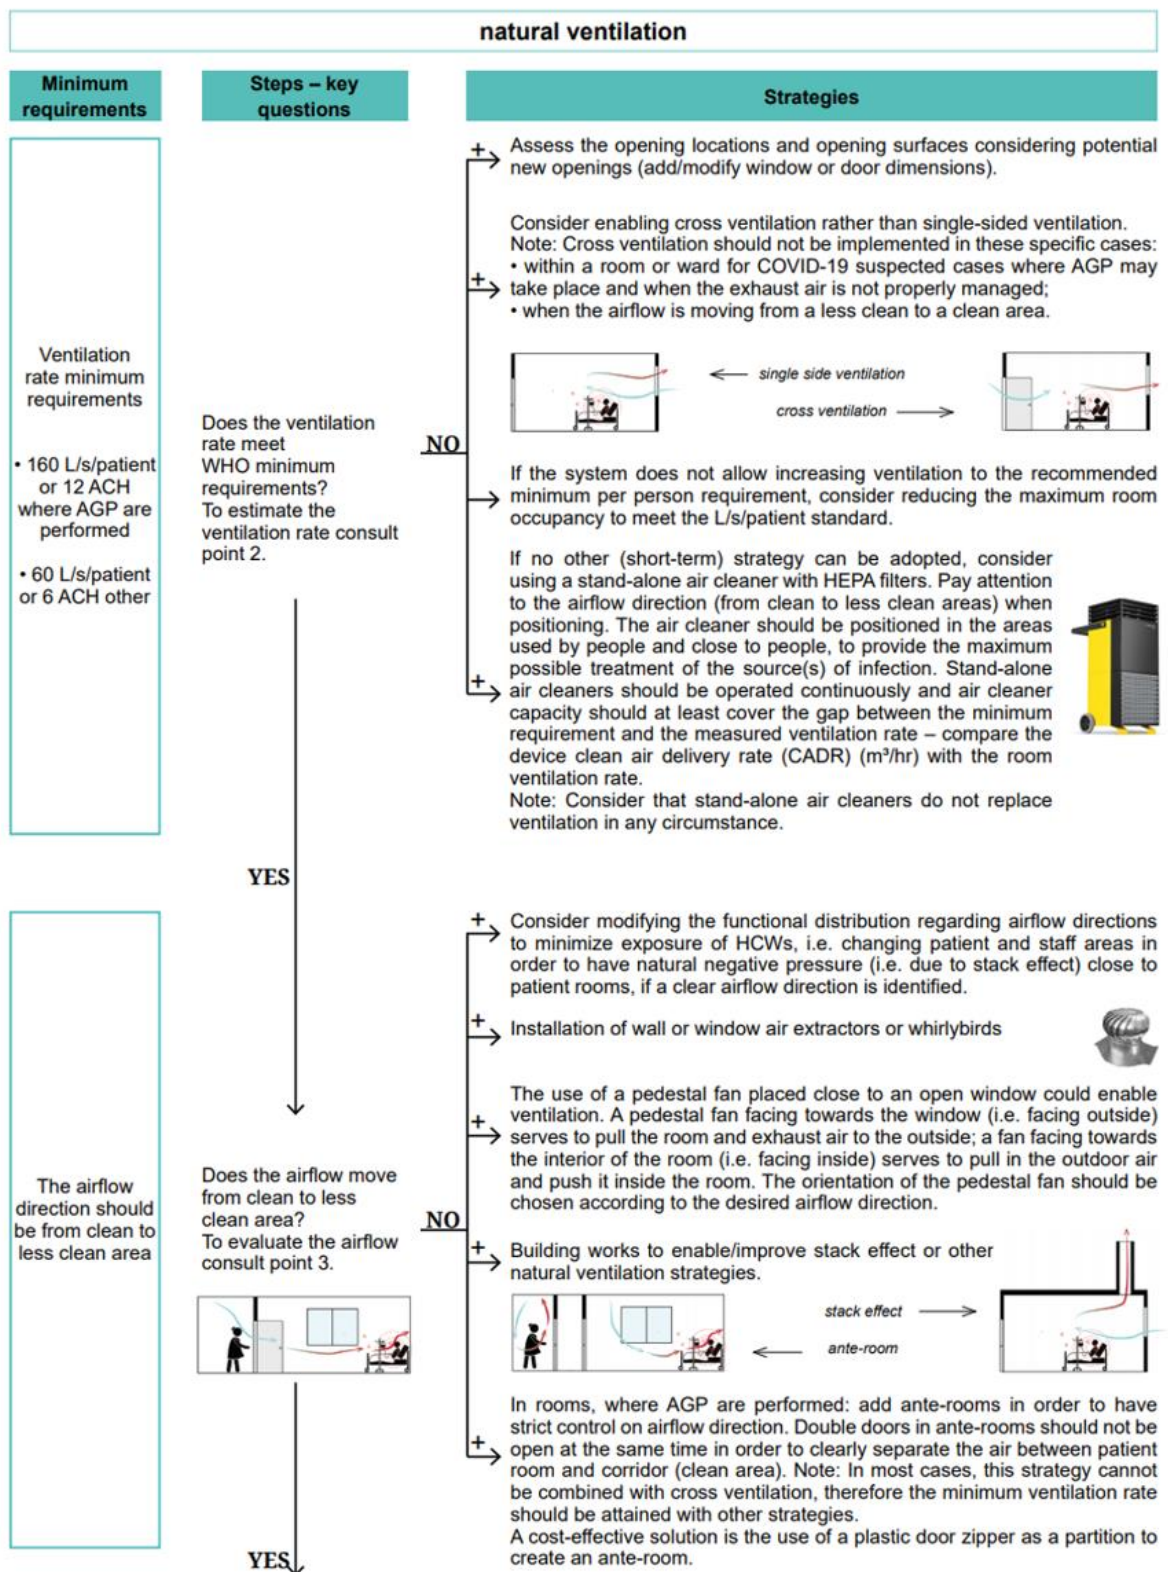 natural ventilation
Minimum
requirements
Steps – key
questions
Strategies
Ventilation
rate minimum
requirements
• 160 L/s/patient
or 12 ACH
where AGP are
performed
• 60 L/s/patient
or 6 ACH other
Does the ventilation
rate meet
WHO minimum
requirements?
To estimate the
ventilation rate consult
point 2.
NO
+
Assess the opening locations and opening surfaces considering potential
new openings (add/modify window or door dimensions).
+
Consider enabling cross ventilation rather than single-sided ventilation.
Note: Cross ventilation should not be implemented in these specific cases:
• within a room or ward for COVID-19 suspected cases where AGP may
take place and when the exhaust air is not properly managed;
• when the airflow is moving from a less clean to a clean area.
single side ventilation
cross ventilation
If the system does not allow increasing ventilation to the recommended
minimum per person requirement, consider reducing the maximum room
occupancy to meet the L/s/patient standard.
+
If no other (short-term) strategy can be adopted, consider
using a stand-alone air cleaner with HEPA filters. Pay attention
to the airflow direction (from clean to less clean areas) when
positioning. The air cleaner should be positioned in the areas
used by people and close to people, to provide the maximum
possible treatment of the source(s) of infection. Stand-alone
air cleaners should be operated continuously and air cleaner
capacity should at least cover the gap between the minimum
requirement and the measured ventilation rate – compare the
device clean air delivery rate (CADR) (m³/hr) with the room
ventilation rate.
Note: Consider that stand-alone air cleaners do not replace
ventilation in any circumstance.
YES
The airflow
direction should
be from clean to
less clean area
Does the airflow move
from clean to less
clean area?
To evaluate the airflow
consult point 3.
NO
+
Consider modifying the functional distribution regarding airflow directions
to minimize exposure of HCWs, i.e. changing patient and staff areas in
order to have natural negative pressure (i.e. due to stack effect) close to
patient rooms, if a clear airflow direction is identified.
+
Installation of wall or window air extractors or whirlybirds
+
The use of a pedestal fan placed close to an open window could enable
ventilation. A pedestal fan facing towards the window (i.e. facing outside)
serves to pull the room and exhaust air to the outside; a fan facing towards
the interior of the room (i.e. facing inside) serves to pull in the outdoor air
and push it inside the room. The orientation of the pedestal fan should be
chosen according to the desired airflow direction.
+
Building works to enable/improve stack effect or other
natural ventilation strategies.
stack effect
ante-room
+
In rooms, where AGP are performed: add ante-rooms in order to have
strict control on airflow direction. Double doors in ante-rooms should not be
open at the same time in order to clearly separate the air between patient
room and corridor (clean area). Note: In most cases, this strategy cannot
be combined with cross ventilation, therefore the minimum ventilation rate
should be attained with other strategies.
A cost-effective solution is the use of a plastic door zipper as a partition to
create an ante-room.
YES